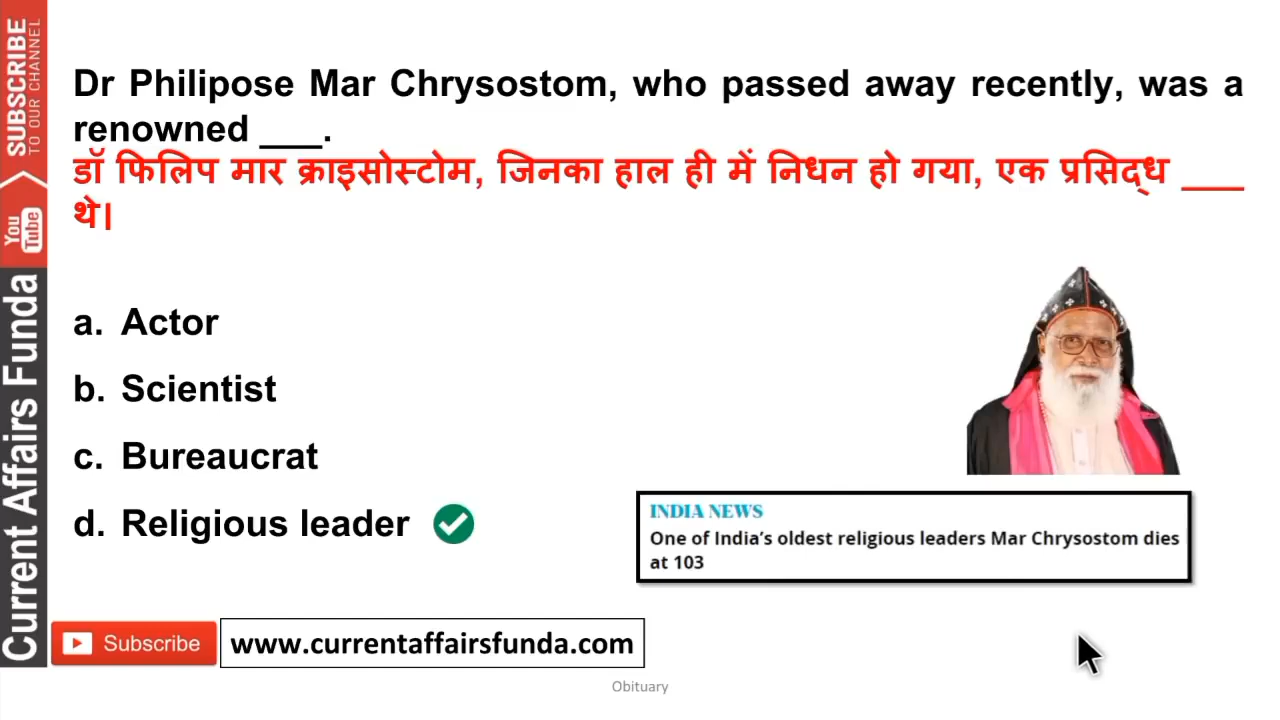 SUBSCRIBE
TO OUR CHANNEL
You
Tube
Current Affairs Funda
Dr Philipose Mar Chrysostom, who passed away recently, was a
renowned ___.
डॉ फिलिप मार क्राइसोस्टोम, जिनका हाल ही में निधन हो गया, एक प्रसिद्ध ___
थे।
a. Actor
b. Scientist
c. Bureaucrat
d. Religious leader
INDIA NEWS
One of India's oldest religious leaders Mar Chrysostom dies
at 103
Subscribe
www.currentaffairsfunda.com
Obituary